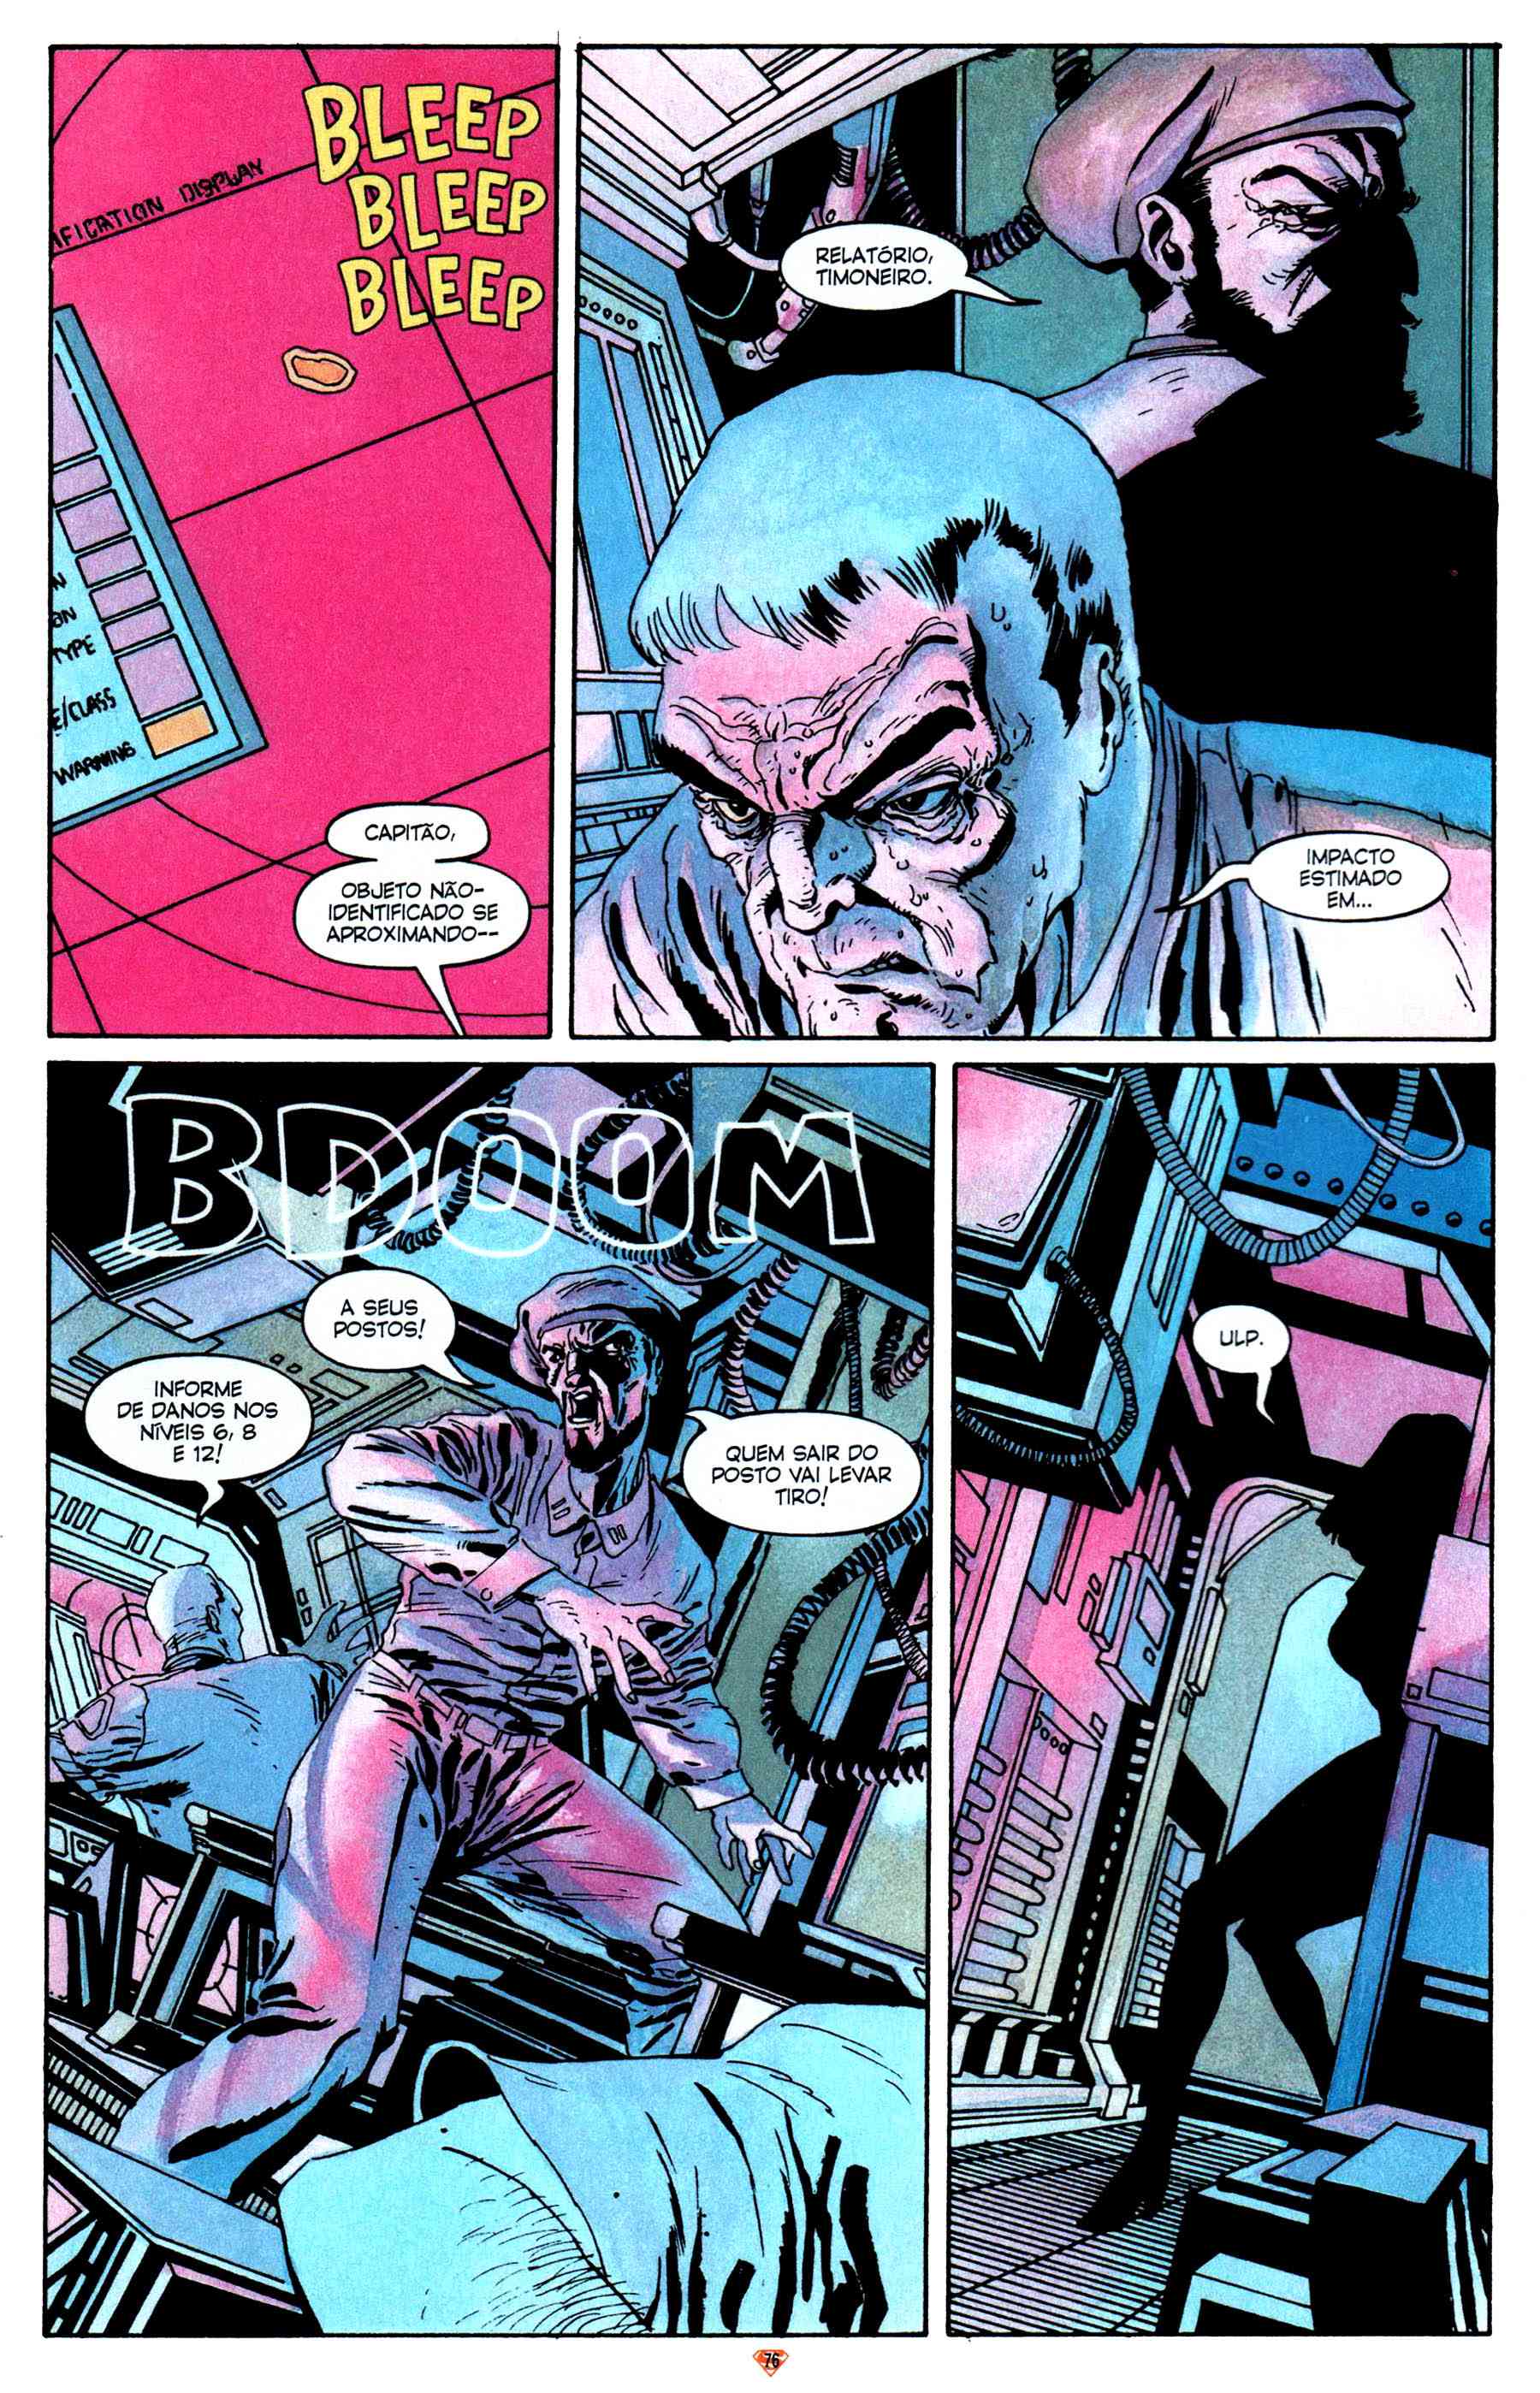 BLEEP
BLEEP
BLEEP
IFICATION DISPLAY
TYPE
E/CLASS
WARNING
CAPITÃO,
OBJETO NÃO-
IDENTIFICADO SE
APROXIMANDO--
RELATÓRIO,
TIMONEIRO.
IMPACTO
ESTIMADO
EM...
BDOOM
A SEUS
POSTOS!
INFORME
DE DANOS NOS
NÍVEIS 6, 8
E 12!
QUEM SAIR DO
POSTO VAI LEVAR
TIRO!
ULP.
76